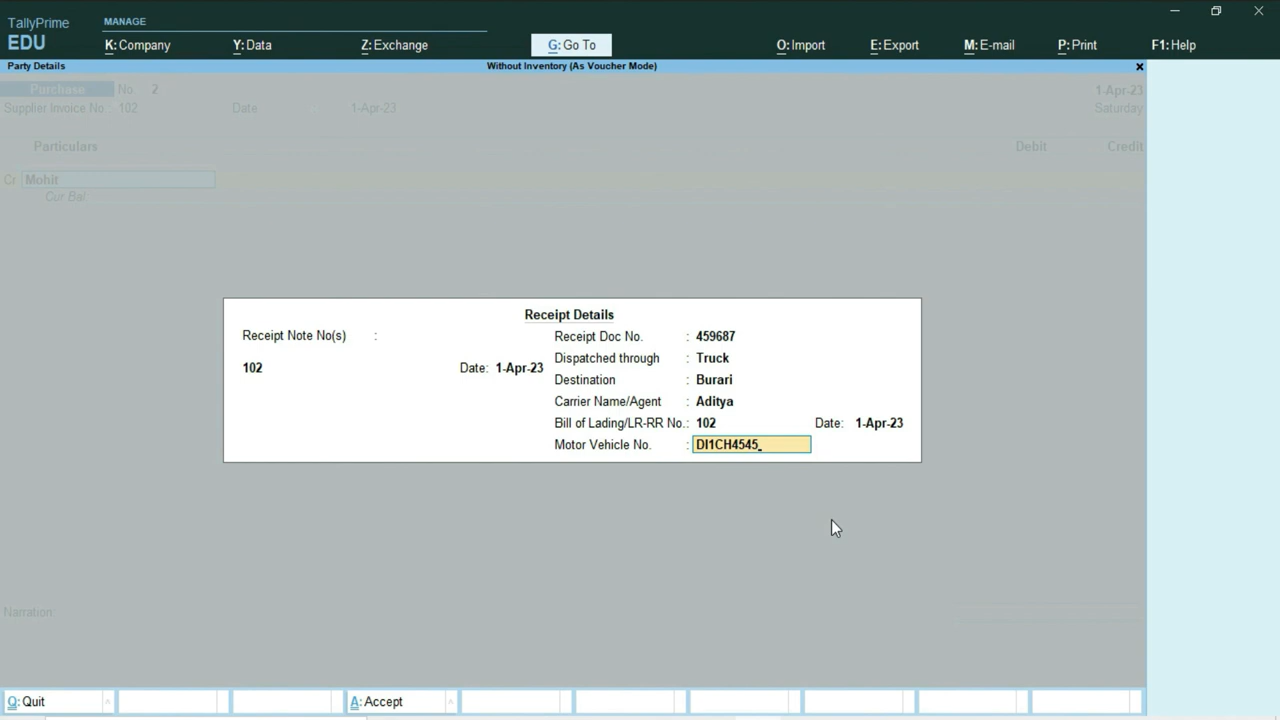 TallyPrime
EDU
MANAGE
K: Company
Y: Data
Z: Exchange
G: Go To
O: Import
E: Export
M: E-mail
P: Print
F1: Help
Party Details
Without Inventory (As Voucher Mode)
Purchase No. 2
1-Apr-23
Supplier Invoice No 102 Date 1-Apr-23
Saturday
Particulars
Debit
Credit
Cr Mohit
Cur Bal
Receipt Details
Receipt Note No(s) :
102 Date: 1-Apr-23
Receipt Doc No. : 459687
Dispatched through : Truck
Destination : Burari
Carrier Name/Agent : Aditya
Bill of Lading/LR-RR No.: 102 Date: 1-Apr-23
Motor Vehicle No. : DI1CH4545
Narration
Q: Quit
A: Accept